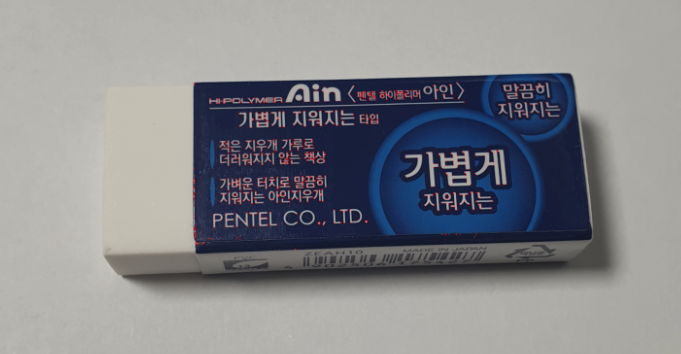 HI-POLYMER Ain 〈펜텔 하이폴리머 아인〉
가볍게 지워지는 타입
적은 지우개 가루로
더러워지지 않는 책상
가벼운 터치로 말끔히
지워지는 아인지우개
PENTEL CO., LTD.
말끔히
지워지는
가볍게
지워지는
ZEAH10 MADE IN JAPAN